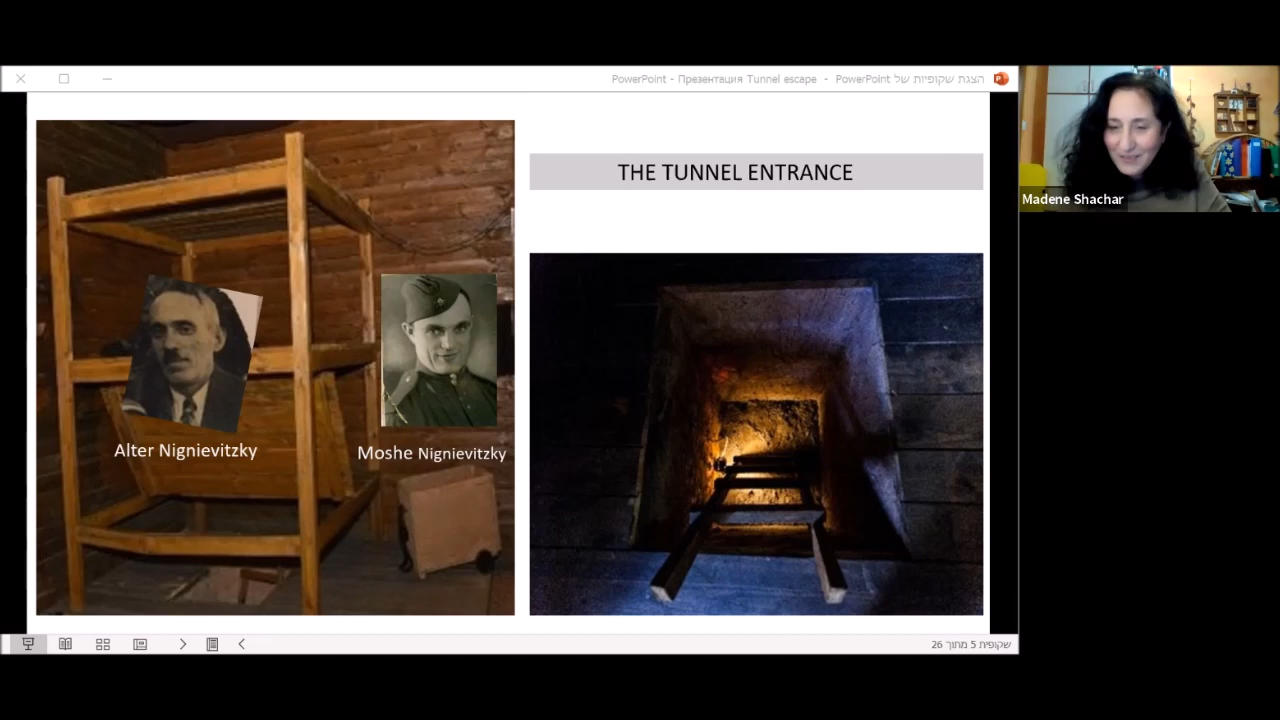 PowerPoint - Презентация Tunnel escape - PowerPoint הצגת שקופיות של
THE TUNNEL ENTRANCE
Madene Shachar
Alter Nignievitzky
Moshe Nignievitzky
שקופית 5 מתוך 26